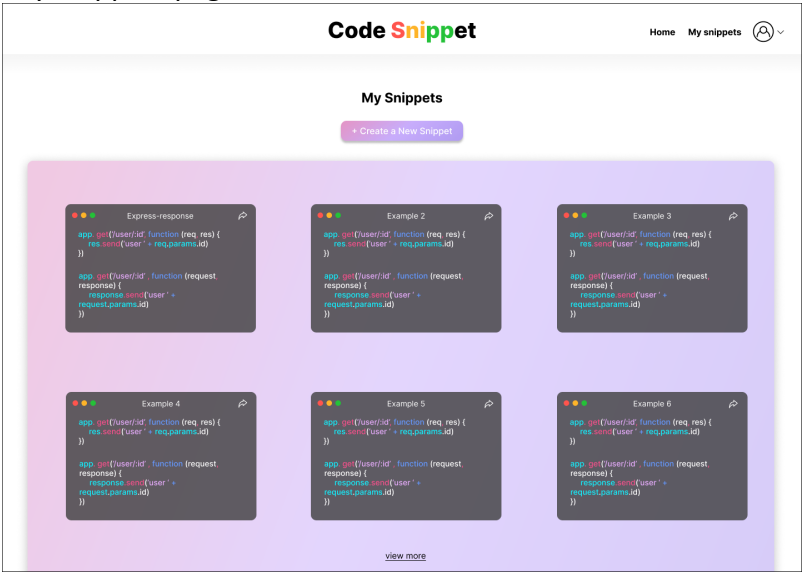 Code Snippet
Home My snippets
My Snippets
+ Create a New Snippet
Express-response
app. get('/user/:id', function (req, res) {
res.send('user ' + req.params.id)
})
app. get('/user/:id' , function (request,
response) {
response.send('user ' +
request.params.id)
})
Example 2
app. get('/user/:id', function (req, res) {
res.send('user ' + req.params.id)
})
app. get('/user/:id' , function (request,
response) {
response.send('user ' +
request.params.id)
})
Example 3
app. get('/user/:id', function (req, res) {
res.send('user ' + req.params.id)
})
app. get('/user/:id' , function (request,
response) {
response.send('user ' +
request.params.id)
})
Example 4
app. get('/user/:id', function (req, res) {
res.send('user ' + req.params.id)
})
app. get('/user/:id' , function (request,
response) {
response.send('user ' +
request.params.id)
})
Example 5
app. get('/user/:id', function (req, res) {
res.send('user ' + req.params.id)
})
app. get('/user/:id' , function (request,
response) {
response.send('user ' +
request.params.id)
})
Example 6
app. get('/user/:id', function (req, res) {
res.send('user ' + req.params.id)
})
app. get('/user/:id' , function (request,
response) {
response.send('user ' +
request.params.id)
})
view more